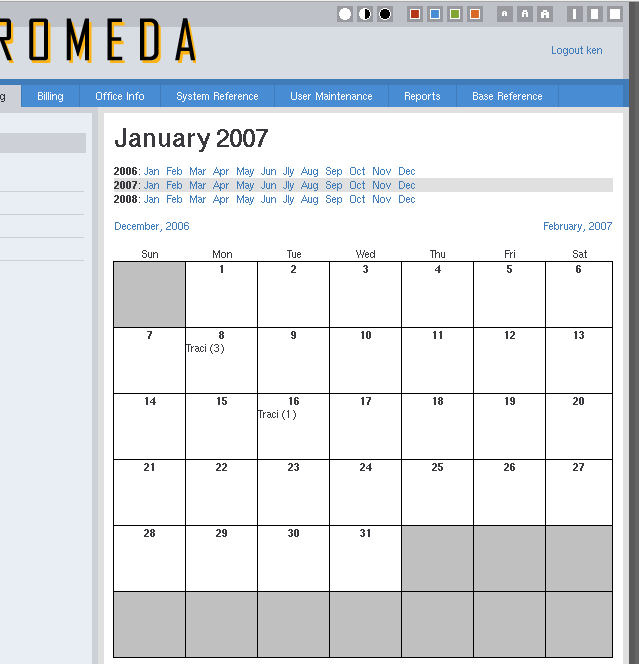 ROMEDA
A A A
Logout ken
g Billing Office Info System Reference User Maintenance Reports Base Reference
January 2007
2006: Jan Feb Mar Apr May Jun Jly Aug Sep Oct Nov Dec
2007: Jan Feb Mar Apr May Jun Jly Aug Sep Oct Nov Dec
2008: Jan Feb Mar Apr May Jun Jly Aug Sep Oct Nov Dec
December, 2006 February, 2007
Sun Mon Tue Wed Thu Fri Sat
1 2 3 4 5 6
7 8 9 10 11 12 13
Traci (3)
14 15 16 17 18 19 20
Traci (1)
21 22 23 24 25 26 27
28 29 30 31